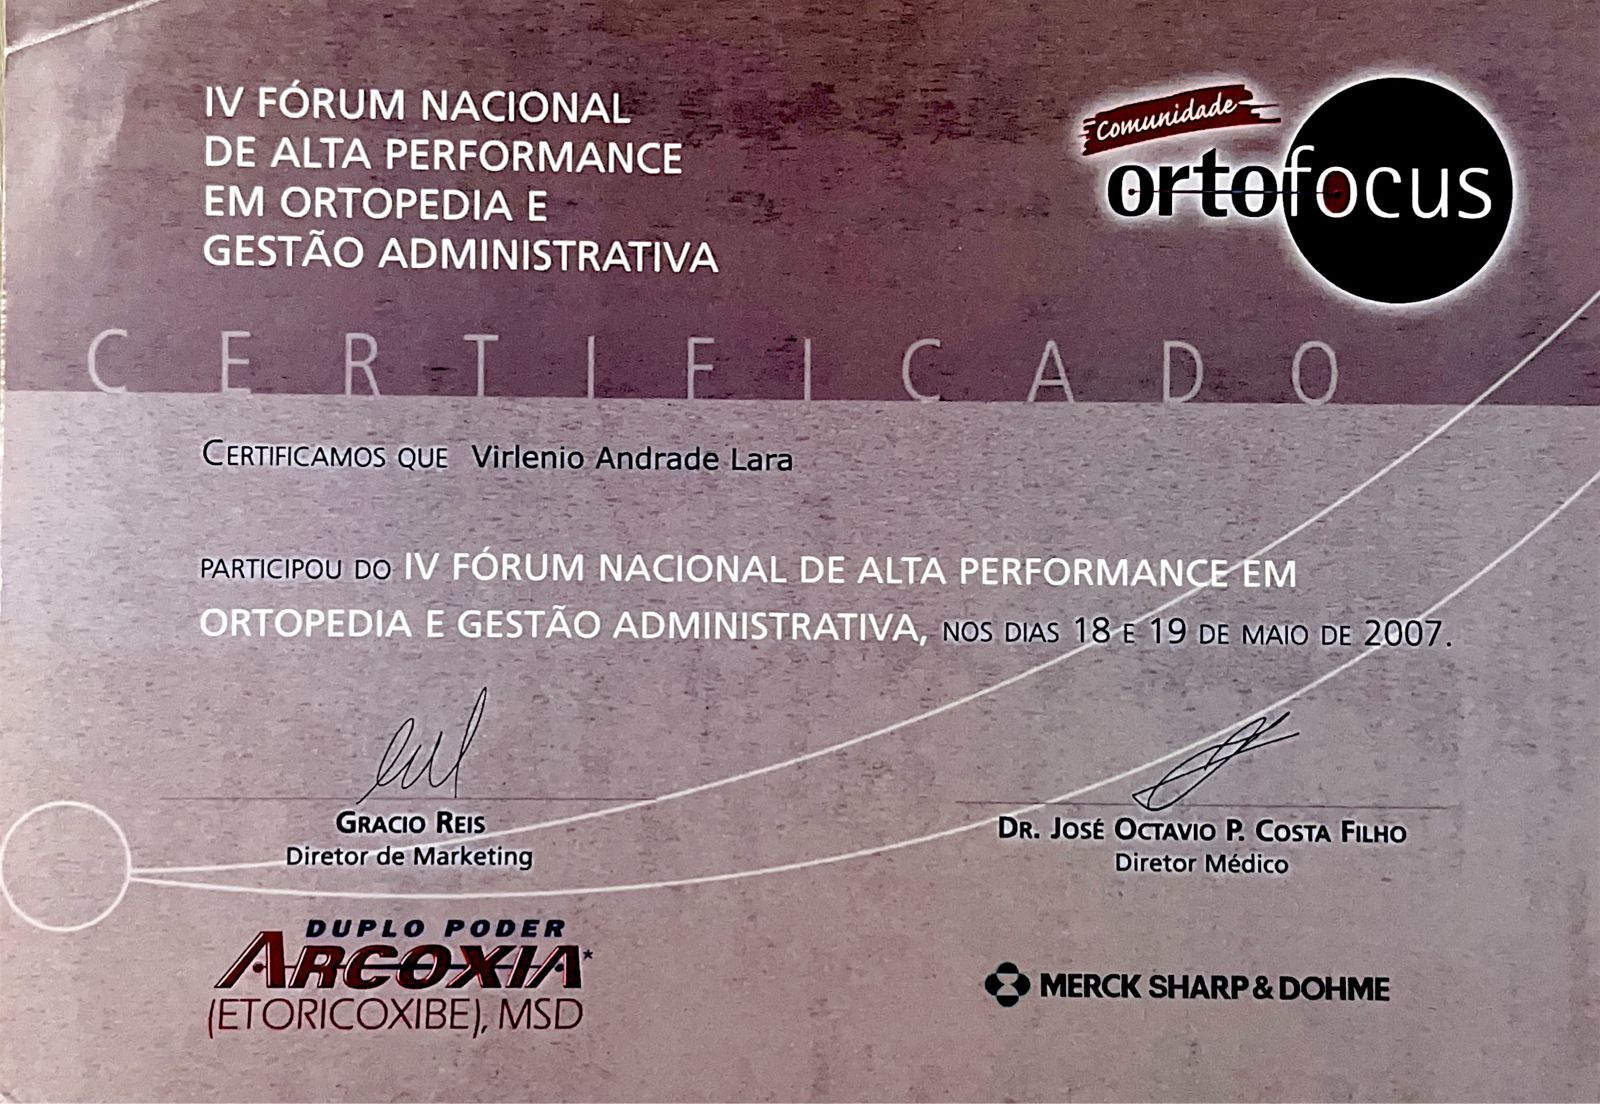 IV FÓRUM NACIONAL
DE ALTA PERFORMANCE
EM ORTOPEDIA E
GESTÃO ADMINISTRATIVA
Comunidade
ortofocus
CERTIFICADO
CERTIFICAMOS QUE Virlenio Andrade Lara
PARTICIPOU DO IV FÓRUM NACIONAL DE ALTA PERFORMANCE EM
ORTOPEDIA E GESTÃO ADMINISTRATIVA, NOS DIAS 18 E 19 DE MAIO DE 2007.
GRACIO REIS
Diretor de Marketing
DR. JOSÉ OCTAVIO P. COSTA FILHO
Diretor Médico
DUPLO PODER
ARCOXIA*
(ETORICOXIBE), MSD
MERCK SHARP & DOHME